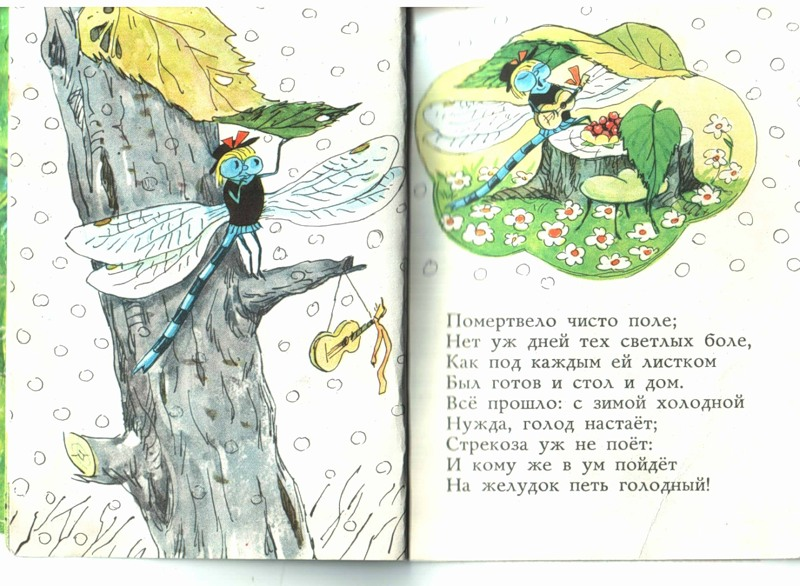 Помертвело чисто поле;
Нет уж дней тех светлых боле,
Как под каждым ей листком
Был готов и стол и дом.
Всё прошло: с зимой холодной
Нужда, голод настаёт;
Стрекоза уж не поёт:
И кому же в ум пойдёт
На желудок петь голодный!